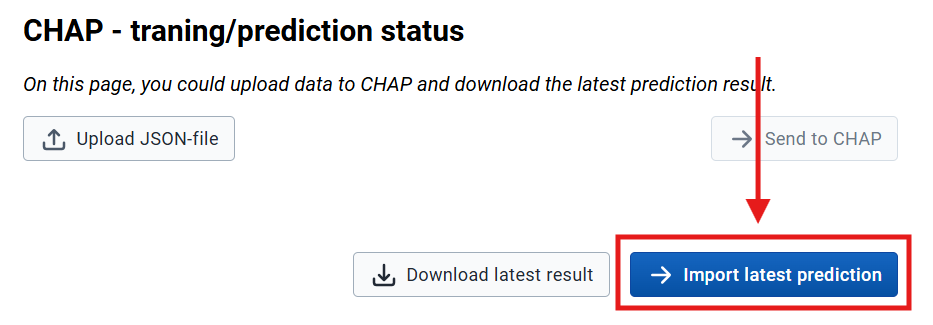 CHAP - traning/prediction status
On this page, you could upload data to CHAP and download the latest prediction result.
Upload JSON-file
Send to CHAP
Download latest result
Import latest prediction